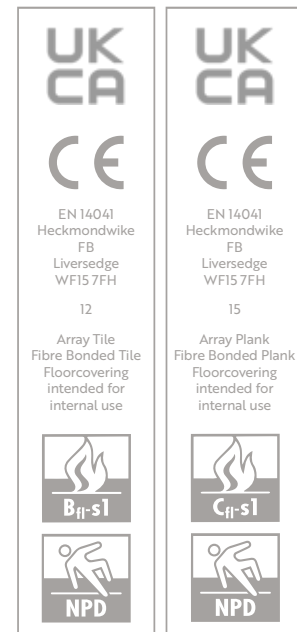 UK
CA
CE
EN 14041
Heckmondwike
FB
Liversedge
WF15 7FH
12
Array Tile
Fibre Bonded Tile
Floorcovering
intended for
internal use
Bfl-s1
NPD
UK
CA
CE
EN 14041
Heckmondwike
FB
Liversedge
WF15 7FH
15
Array Plank
Fibre Bonded Plank
Floorcovering
intended for
internal use
Cfl-s1
NPD